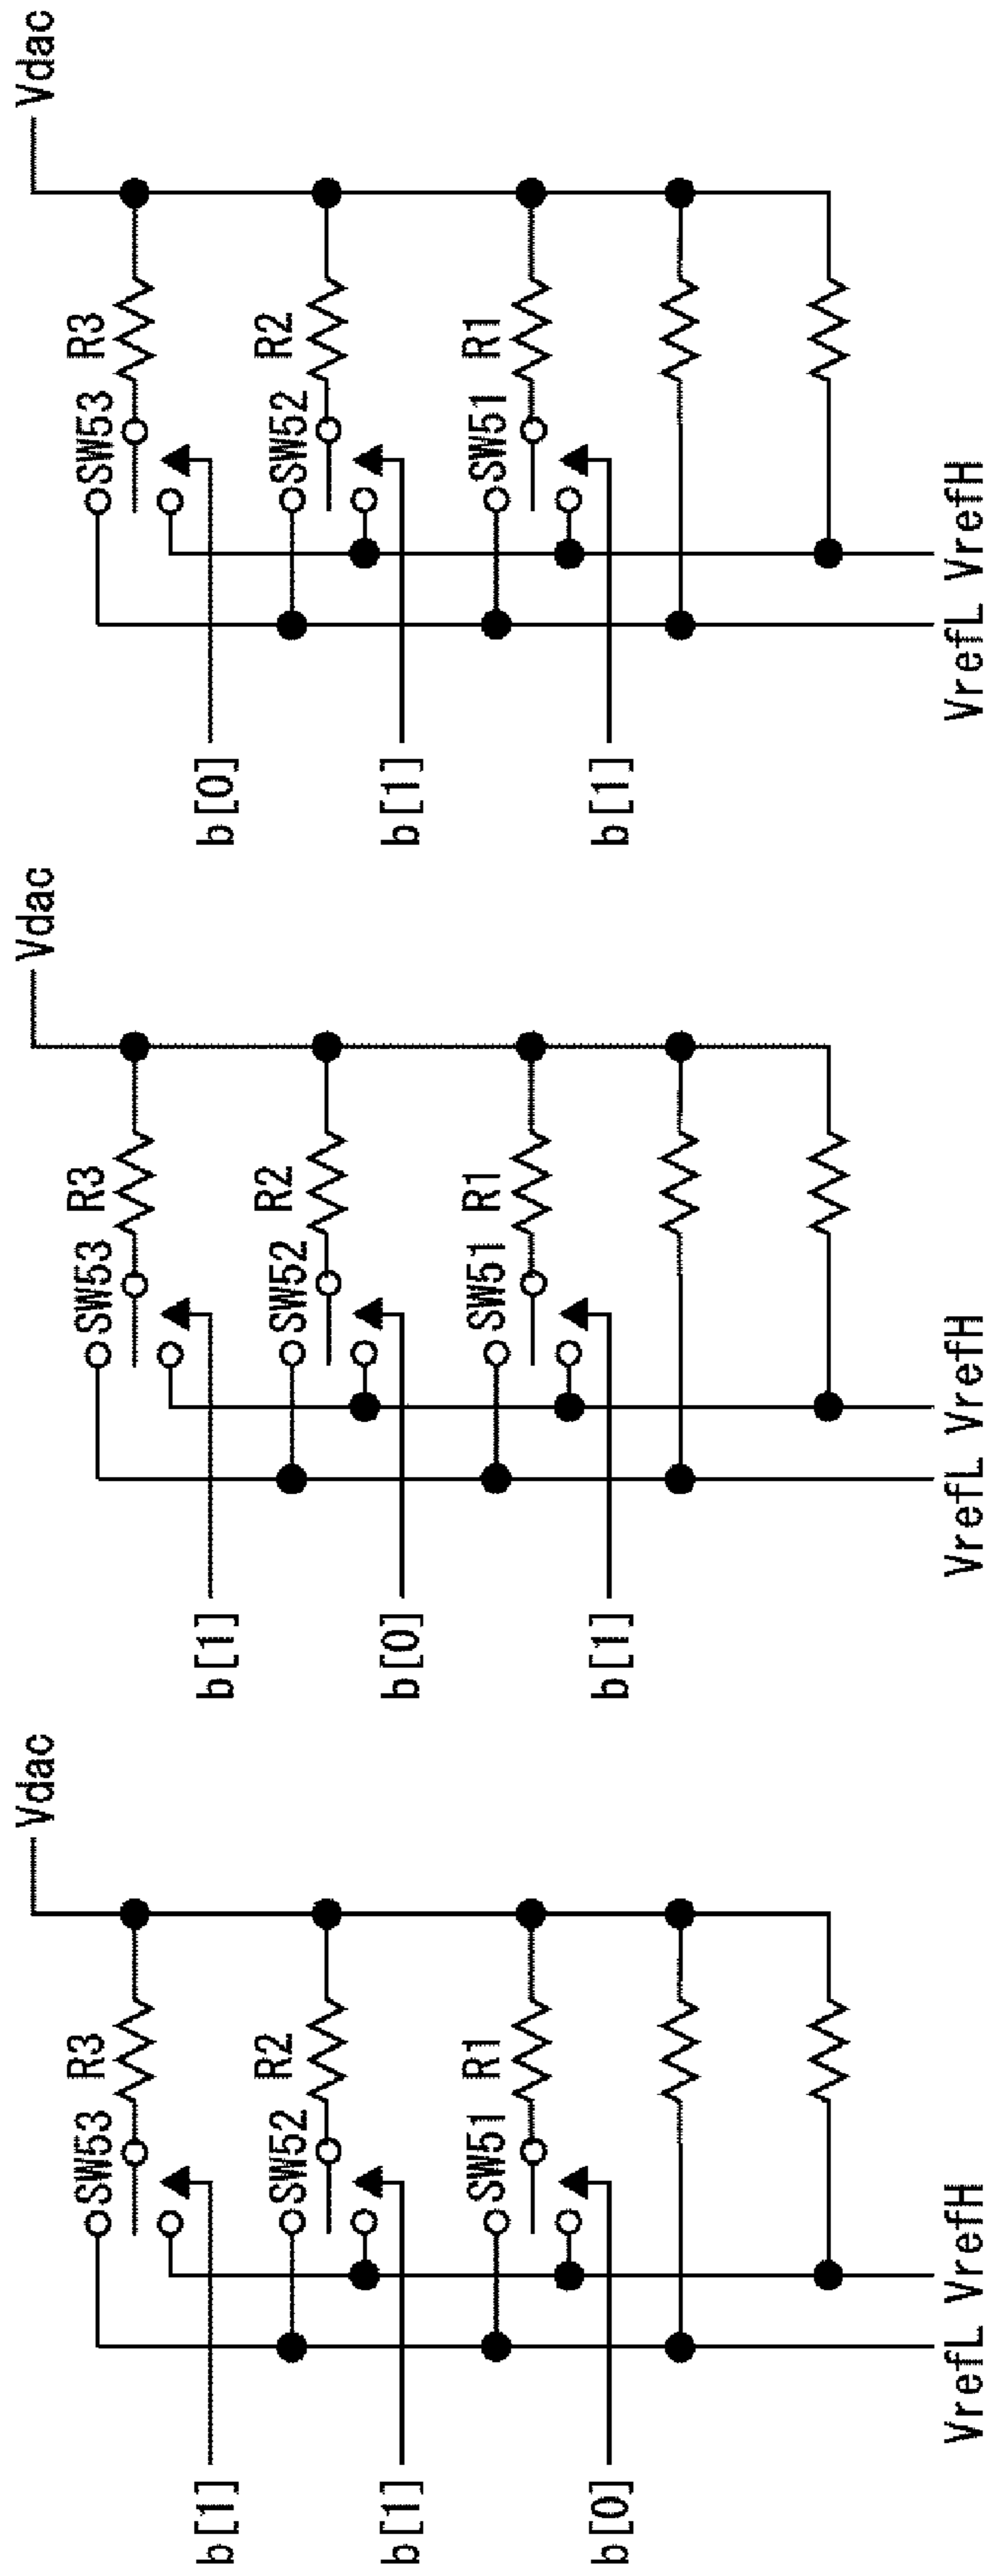 Vdac
SW53 R3
b[1]
SW52 R2
b[1]
SW51 R1
b[0]
VrefL VrefH
Vdac
SW53 R3
b[1]
SW52 R2
b[0]
SW51 R1
b[1]
VrefL VrefH
Vdac
SW53 R3
b[0]
SW52 R2
b[1]
SW51 R1
b[1]
VrefL VrefH